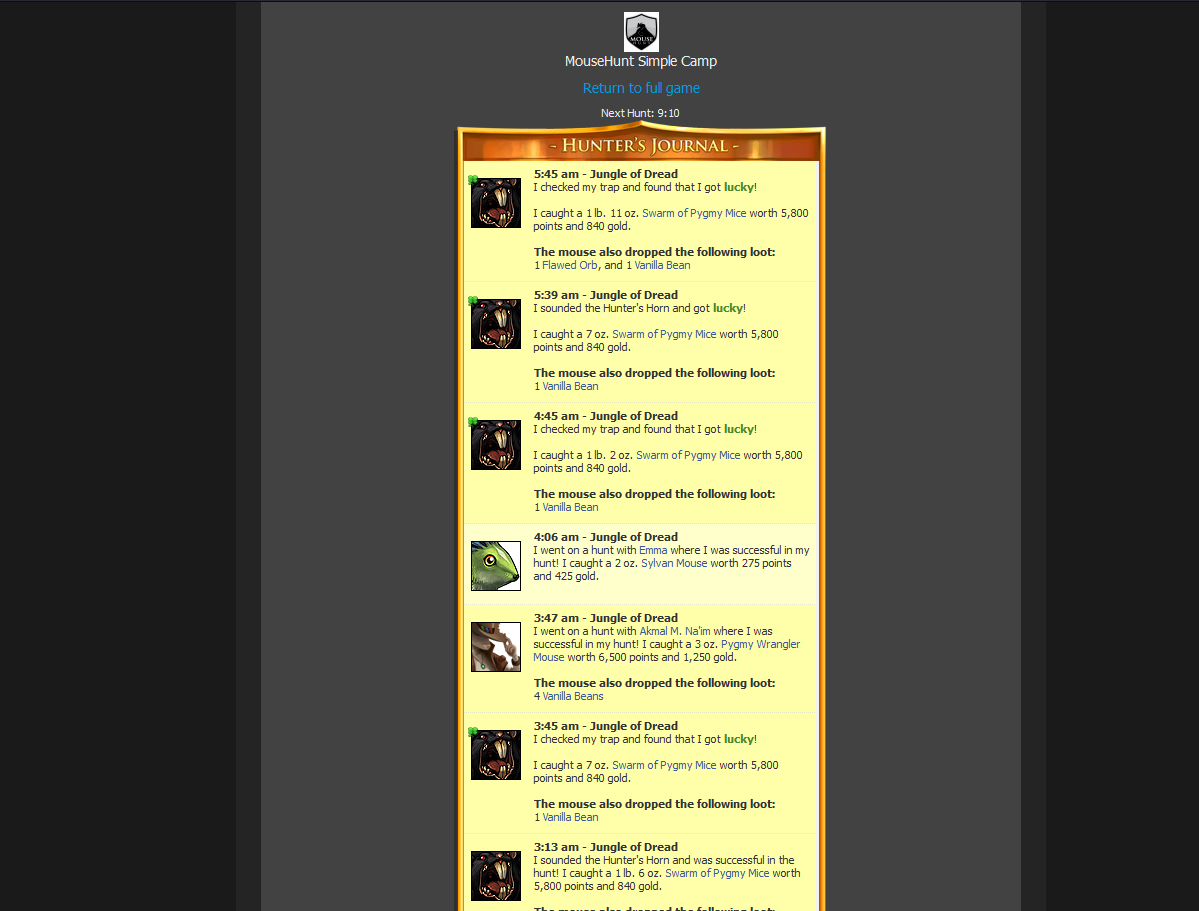 MOUSE
MouseHunt Simple Camp
Return to full game
Next Hunt: 9:10
~ Hunter's Journal ~
5:45 am - Jungle of Dread
I checked my trap and found that I got lucky!
I caught a 1 lb. 11 oz. Swarm of Pygmy Mice worth 5,800
points and 840 gold.
The mouse also dropped the following loot:
1 Flawed Orb, and 1 Vanilla Bean
5:39 am - Jungle of Dread
I sounded the Hunter's Horn and got lucky!
I caught a 7 oz. Swarm of Pygmy Mice worth 5,800
points and 840 gold.
The mouse also dropped the following loot:
1 Vanilla Bean
4:45 am - Jungle of Dread
I checked my trap and found that I got lucky!
I caught a 1 lb. 2 oz. Swarm of Pygmy Mice worth 5,800
points and 840 gold.
The mouse also dropped the following loot:
1 Vanilla Bean
4:06 am - Jungle of Dread
I went on a hunt with Emma where I was successful in my
hunt! I caught a 2 oz. Sylvan Mouse worth 275 points
and 425 gold.
3:47 am - Jungle of Dread
I went on a hunt with Akmal M. Na'im where I was
successful in my hunt! I caught a 3 oz. Pygmy Wrangler
Mouse worth 6,500 points and 1,250 gold.
The mouse also dropped the following loot:
4 Vanilla Beans
3:45 am - Jungle of Dread
I checked my trap and found that I got lucky!
I caught a 7 oz. Swarm of Pygmy Mice worth 5,800
points and 840 gold.
The mouse also dropped the following loot:
1 Vanilla Bean
3:13 am - Jungle of Dread
I sounded the Hunter's Horn and was successful in the
hunt! I caught a 1 lb. 6 oz. Swarm of Pygmy Mice worth
5,800 points and 840 gold.